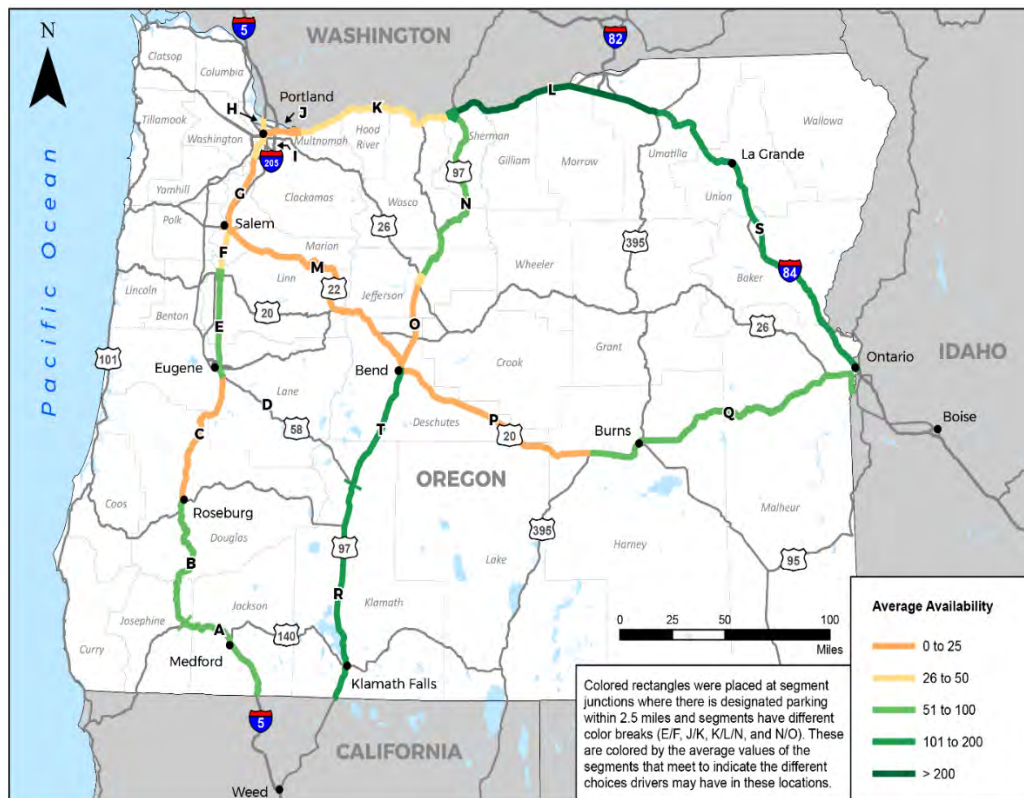 5
WASHINGTON
82
N
Clatsop
Columbia
Portland
H
J
K
L
Tillamook
Washington
Multnomah
Hood
River
Sherman
Gilliam
Morrow
Umatilla
Wallowa
I
205
La Grande
Yamhill
G
Clackamas
Wasco
97
N
Union
Polk
Salem
26
395
S
F
Marion
M
Wheeler
84
Baker
Lincoln
Linn
22
Jefferson
Benton
20
E
O
Grant
26
Pacific Ocean
101
Eugene
Bend
Crook
Ontario
IDAHO
Lane
D
58
Deschutes
P
20
Burns
Q
Boise
C
T
OREGON
Coos
Roseburg
Douglas
Malheur
97
395
Lake
Harney
95
B
R
Klamath
Josephine
Jackson
A
140
Curry
Medford
Klamath Falls
5
CALIFORNIA
Weed
0 20 40 60 80 100
Miles
Colored rectangles were placed at segment
junctions where there is designated parking
within 2.5 miles and segments have different
color breaks (E/F, J/K, K/L/N, and N/O). These
are colored by the average values of the
segments that meet to indicate the different
choices drivers may have in these locations.
Average Availability
0 to 25
26 to 50
51 to 100
101 to 200
> 200